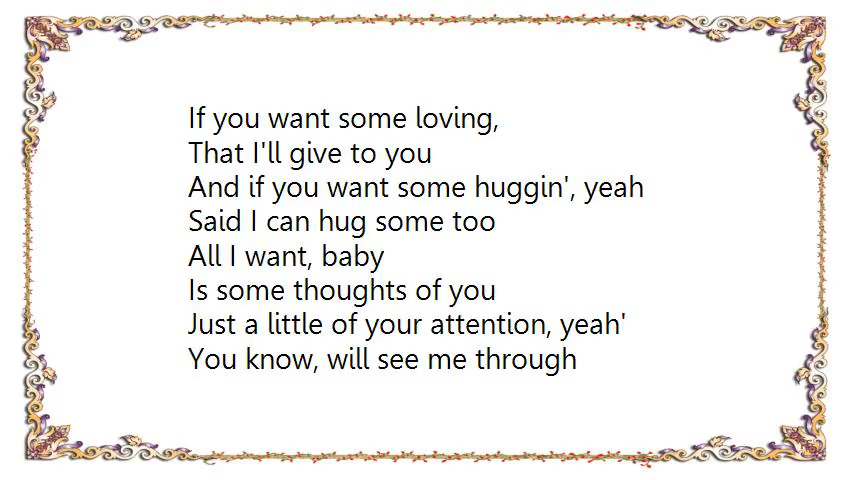 If you want some loving,
That I'll give to you
And if you want some huggin', yeah
Said I can hug some too
All I want, baby
Is some thoughts of you
Just a little of your attention, yeah'
You know, will see me through